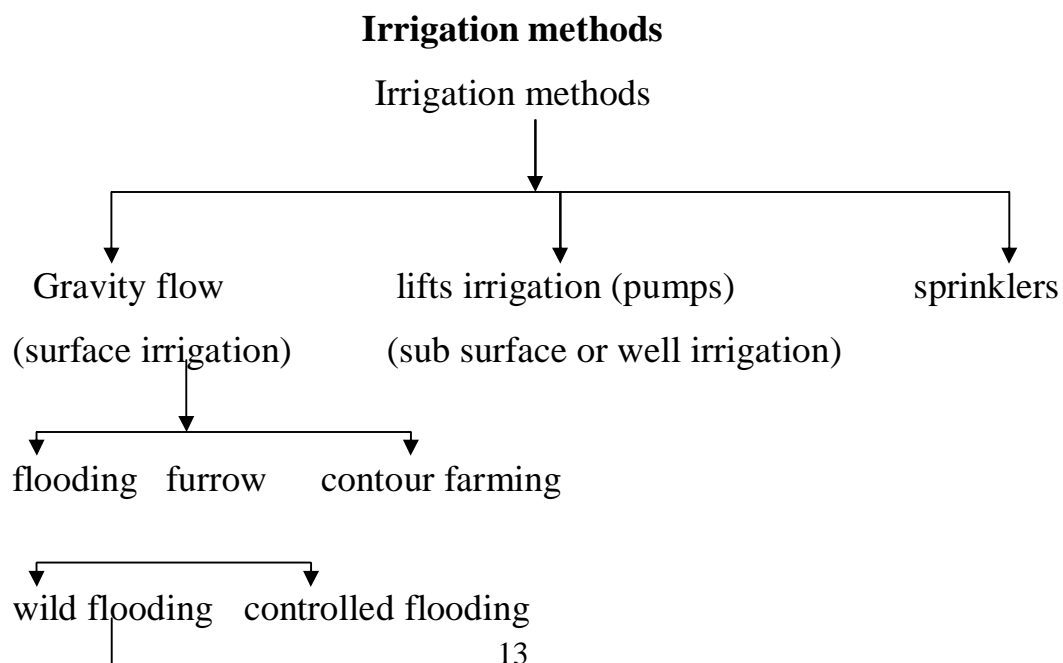 Irrigation methods
Irrigation methods
Gravity flow lifts irrigation (pumps) sprinklers
(surface irrigation) (sub surface or well irrigation)
flooding furrow contour farming
wild flooding controlled flooding
13